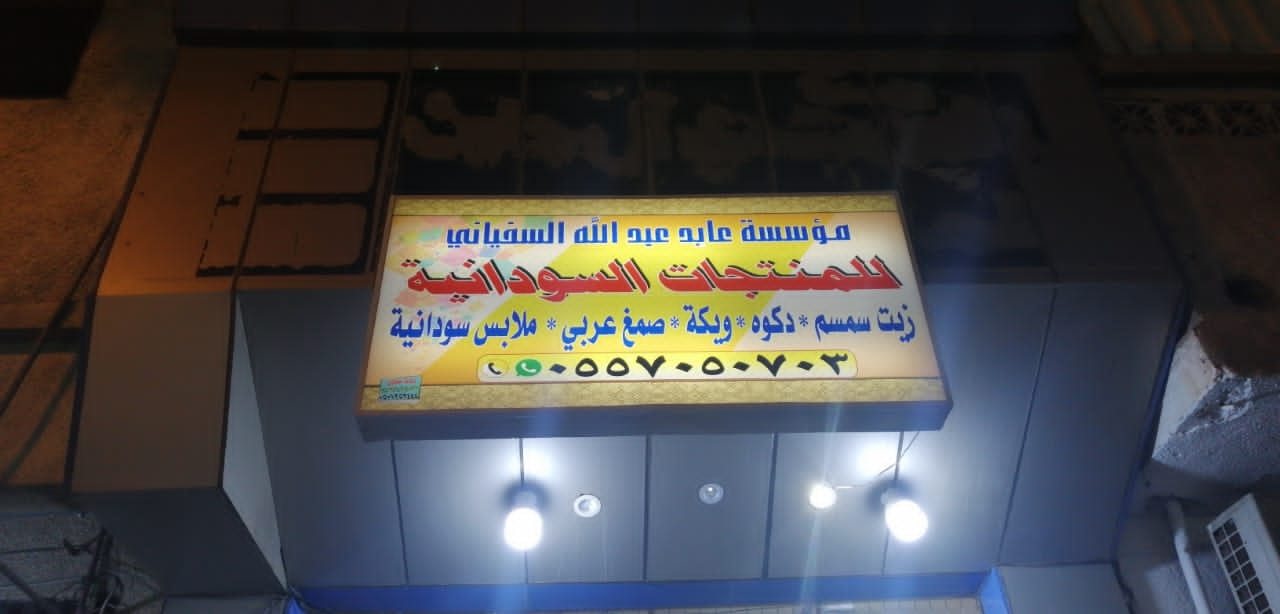 مؤسسة عابد عبد الله السفياني
للمنتجات السودانية
زيت سمسم * دكوه * ويكة * صمغ عربي * ملابس سودانية
٠٥٥٧٠٥٠٧٠٣